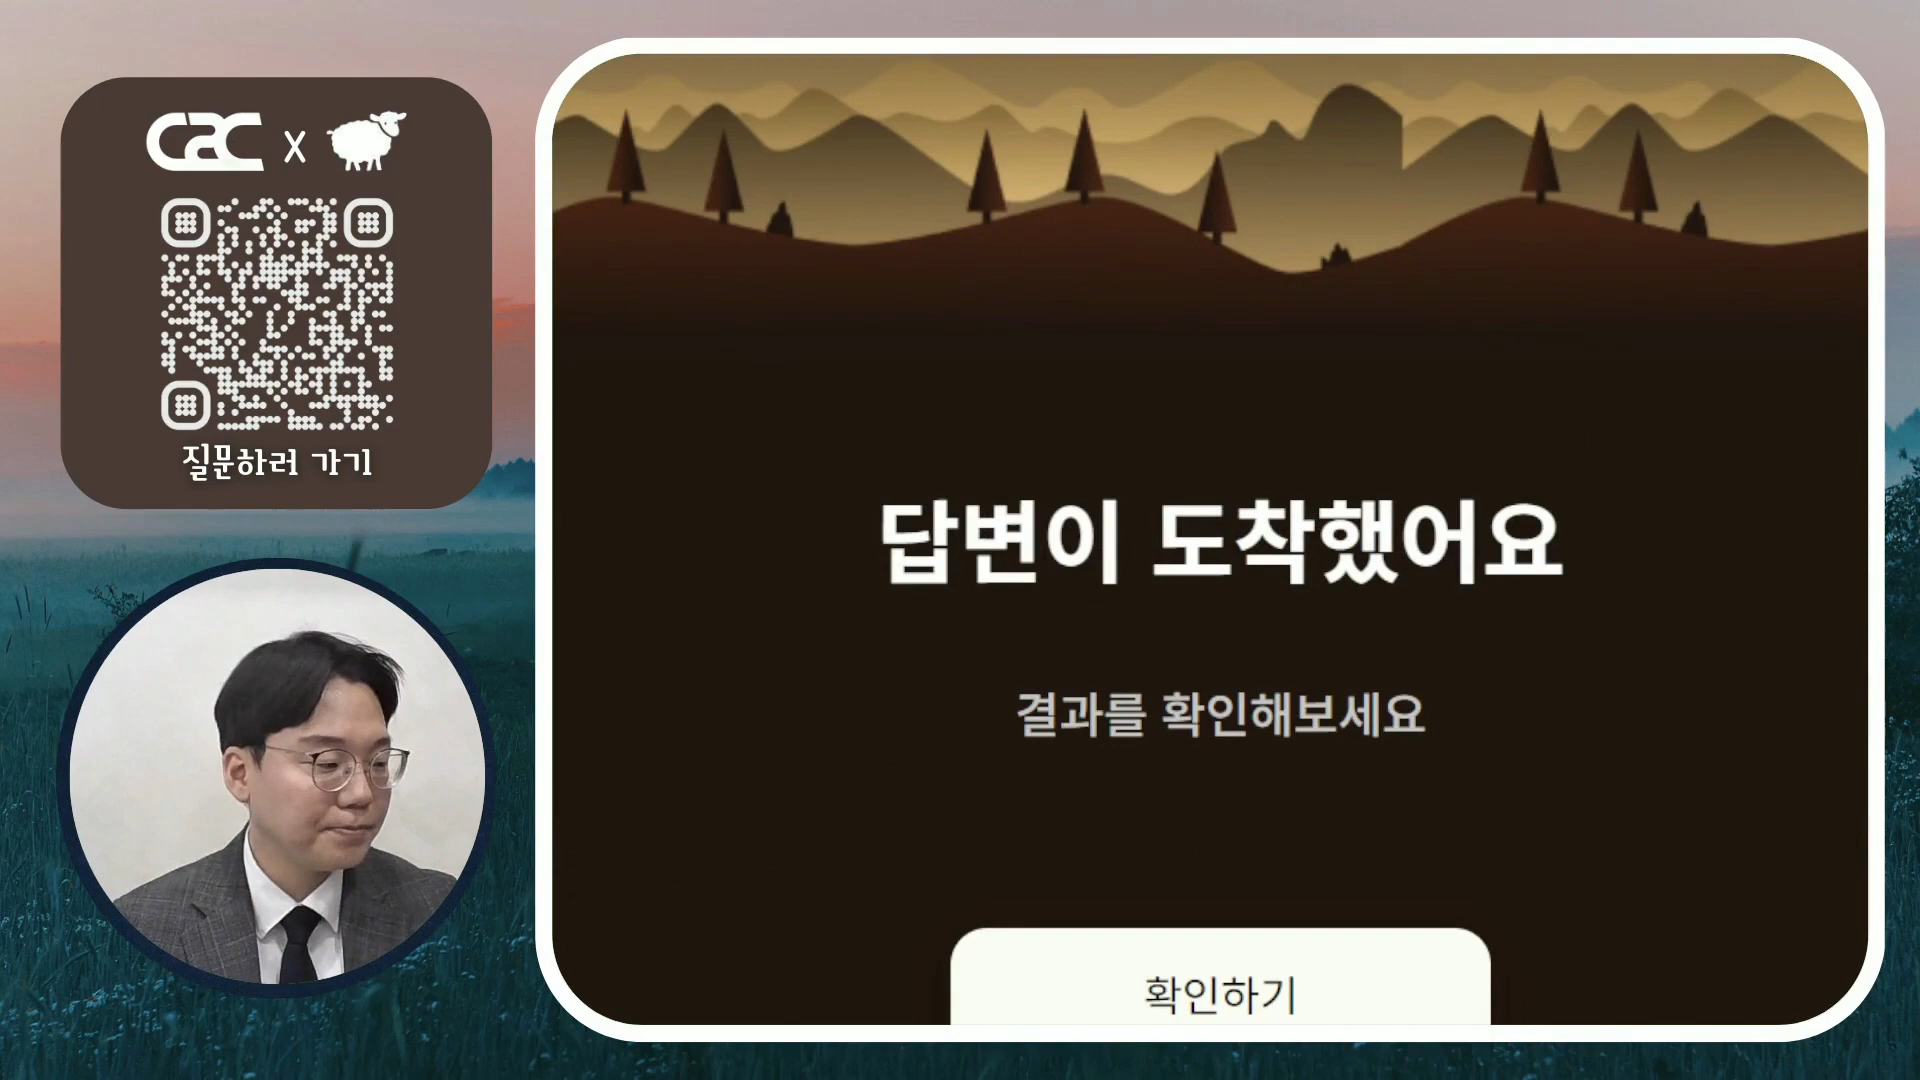 cac x
질문하러 가기
답변이 도착했어요
결과를 확인해보세요
확인하기